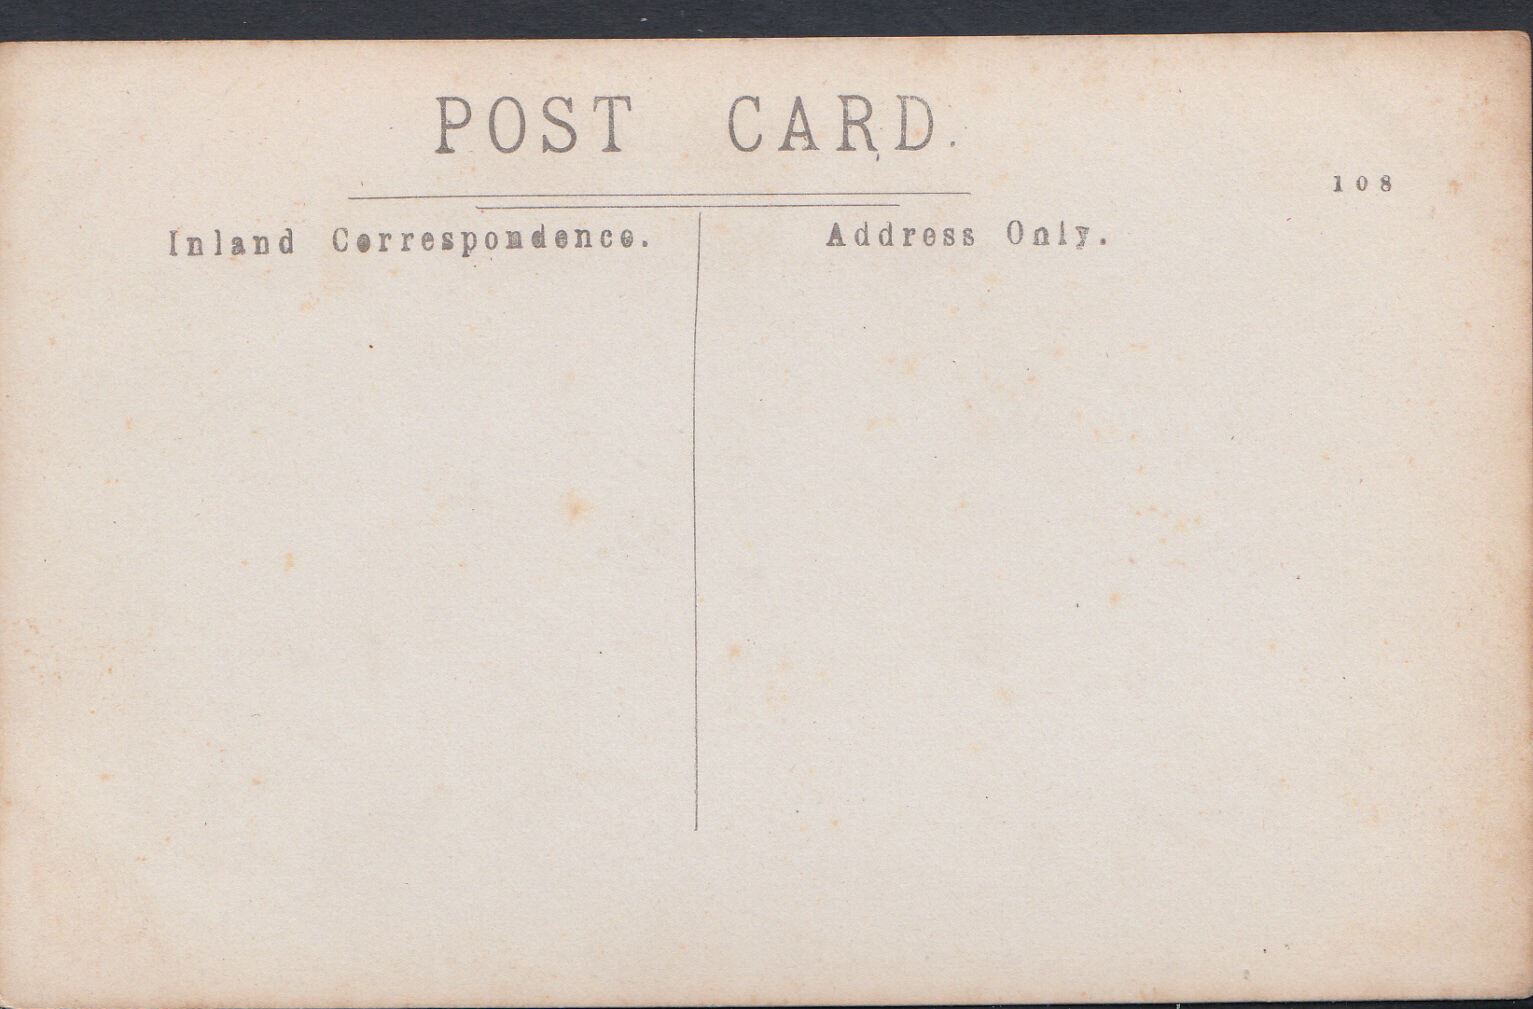 POST CARD.
108
Inland Correspondence.
Address Only.